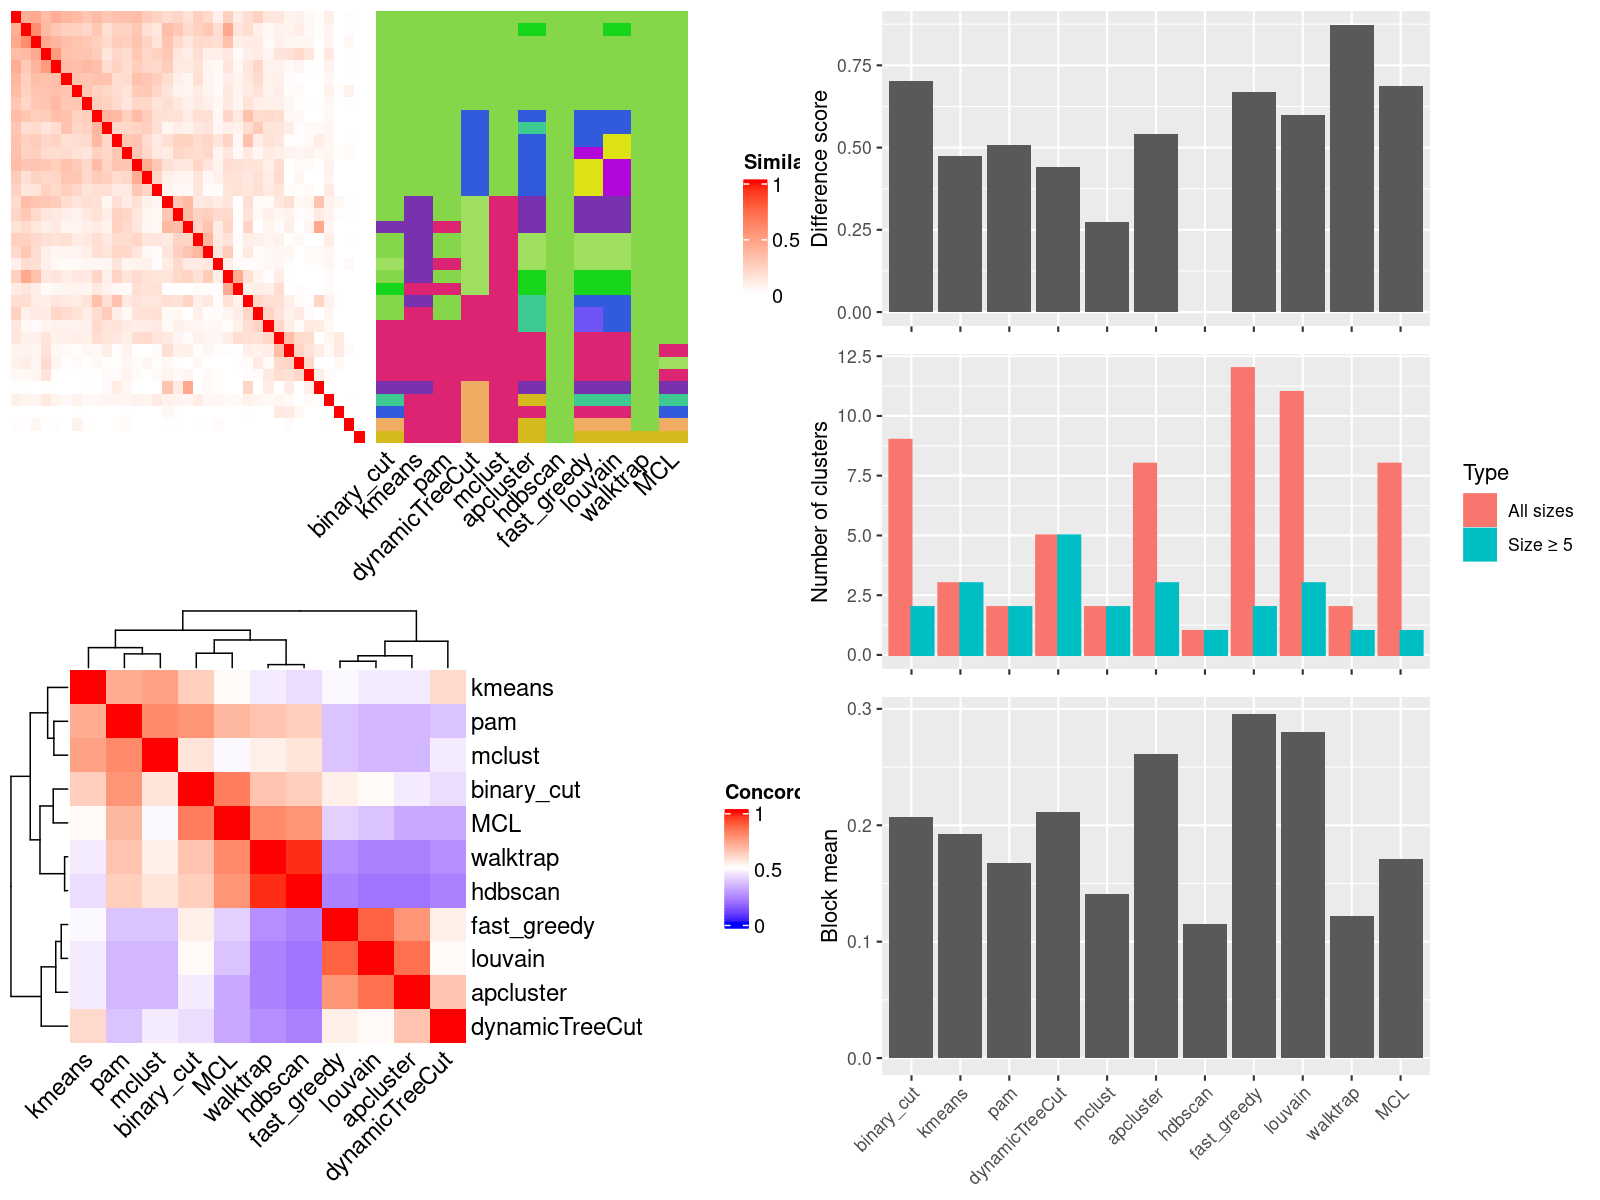 Simila
1
0.5
0
binary_cut
kmeans
pam
dynamicTreeCut
mclust
apcluster
hdbscan
fast_greedy
louvain
walktrap
MCL
Concord
1
0.5
0
kmeans
pam
mclust
binary_cut
MCL
walktrap
hdbscan
fast_greedy
louvain
apcluster
dynamicTreeCut
kmeans
pam
mclust
binary_cut
MCL
walktrap
hdbscan
fast_greedy
louvain
apcluster
dynamicTreeCut
Difference score
0.75
0.50
0.25
0.00
Number of clusters
12.5
10.0
7.5
5.0
2.5
0.0
Type
All sizes
Size ≥ 5
Block mean
0.3
0.2
0.1
0.0
binary_cut
kmeans
pam
dynamicTreeCut
mclust
apcluster
hdbscan
fast_greedy
louvain
walktrap
MCL